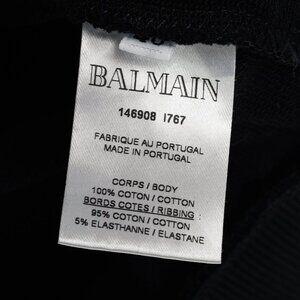 BALMAIN
146908 I767
FABRIQUE AU PORTUGAL
MADE IN PORTUGAL
CORPS / BODY
100% COTON / COTTON
BORDS COTES / RIBBING :
95% COTON / COTTON
5% ELASTHANNE / ELASTANE